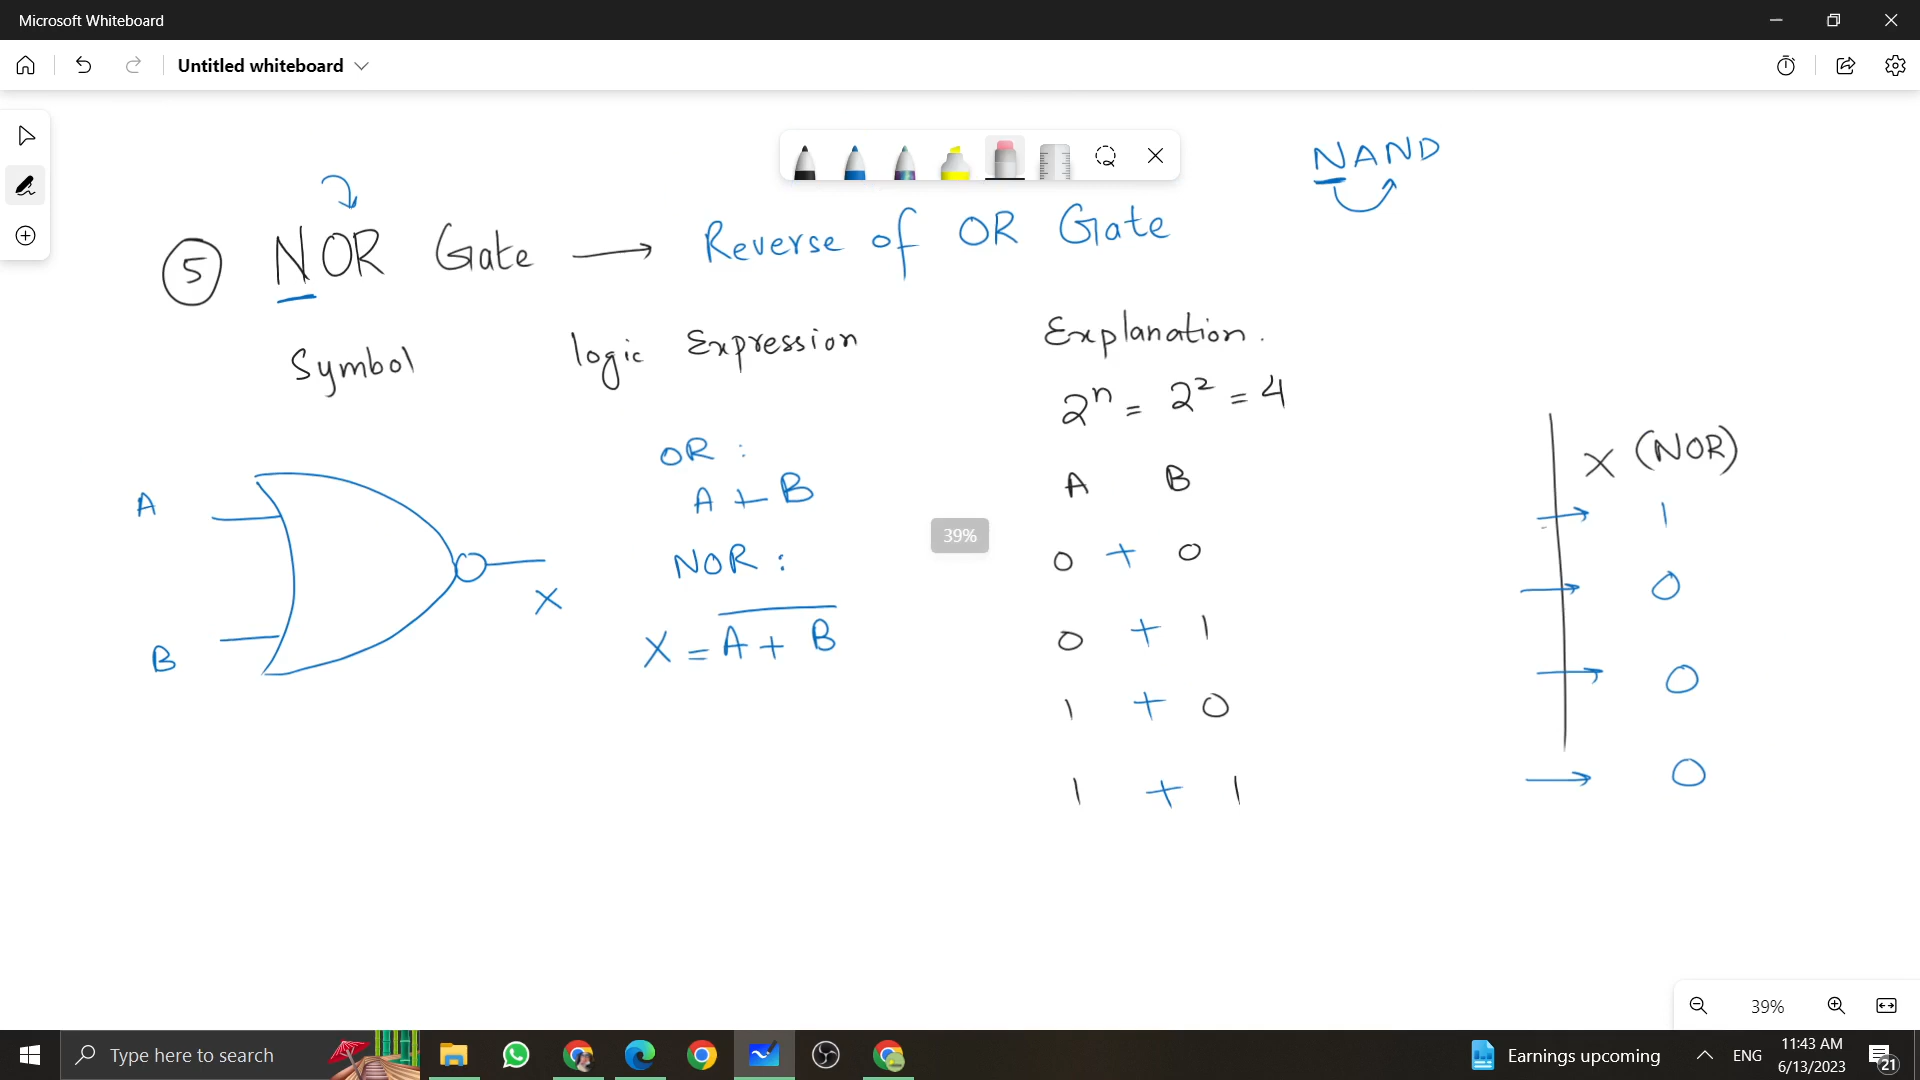 Microsoft Whiteboard
Untitled whiteboard
NAND
5 NOR Gate → Reverse of OR Gate
Symbol logic Expression Explanation.
2ⁿ = 2² = 4
OR :
A + B
NOR :
X = \overline{A + B}
A
B
X
A B X (NOR)
0 + 0 → 1
0 + 1 → 0
1 + 0 → 0
1 + 1 → 0
39%
39%
Type here to search
Earnings upcoming
ENG
11:43 AM
6/13/2023
21